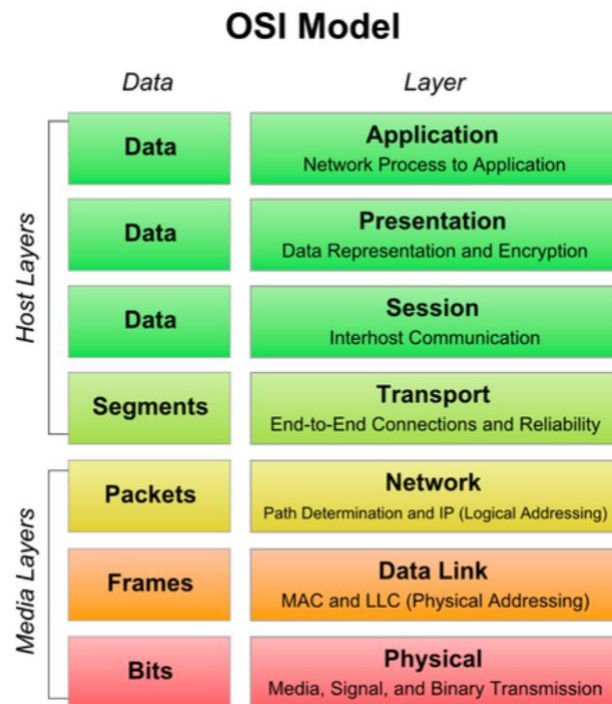 OSI Model
Data Layer
Host Layers
Data
Application
Network Process to Application
Data
Presentation
Data Representation and Encryption
Data
Session
Interhost Communication
Segments
Transport
End-to-End Connections and Reliability
Media Layers
Packets
Network
Path Determination and IP (Logical Addressing)
Frames
Data Link
MAC and LLC (Physical Addressing)
Bits
Physical
Media, Signal, and Binary Transmission